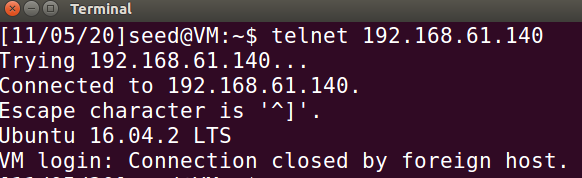 Terminal
[11/05/20]seed@VM:~$ telnet 192.168.61.140
Trying 192.168.61.140...
Connected to 192.168.61.140.
Escape character is '^]'.
Ubuntu 16.04.2 LTS
VM login: Connection closed by foreign host.